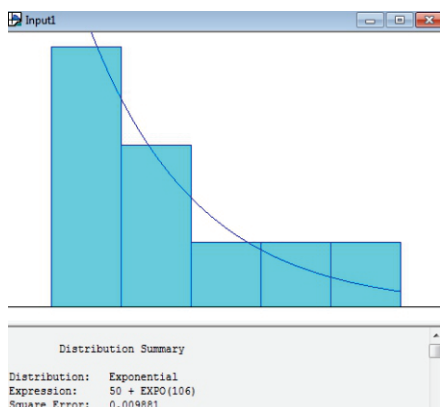 Input1
Distribution Summary
Distribution: Exponential
Expression: 50 + EXPO(106)
Square Error: 0.009881